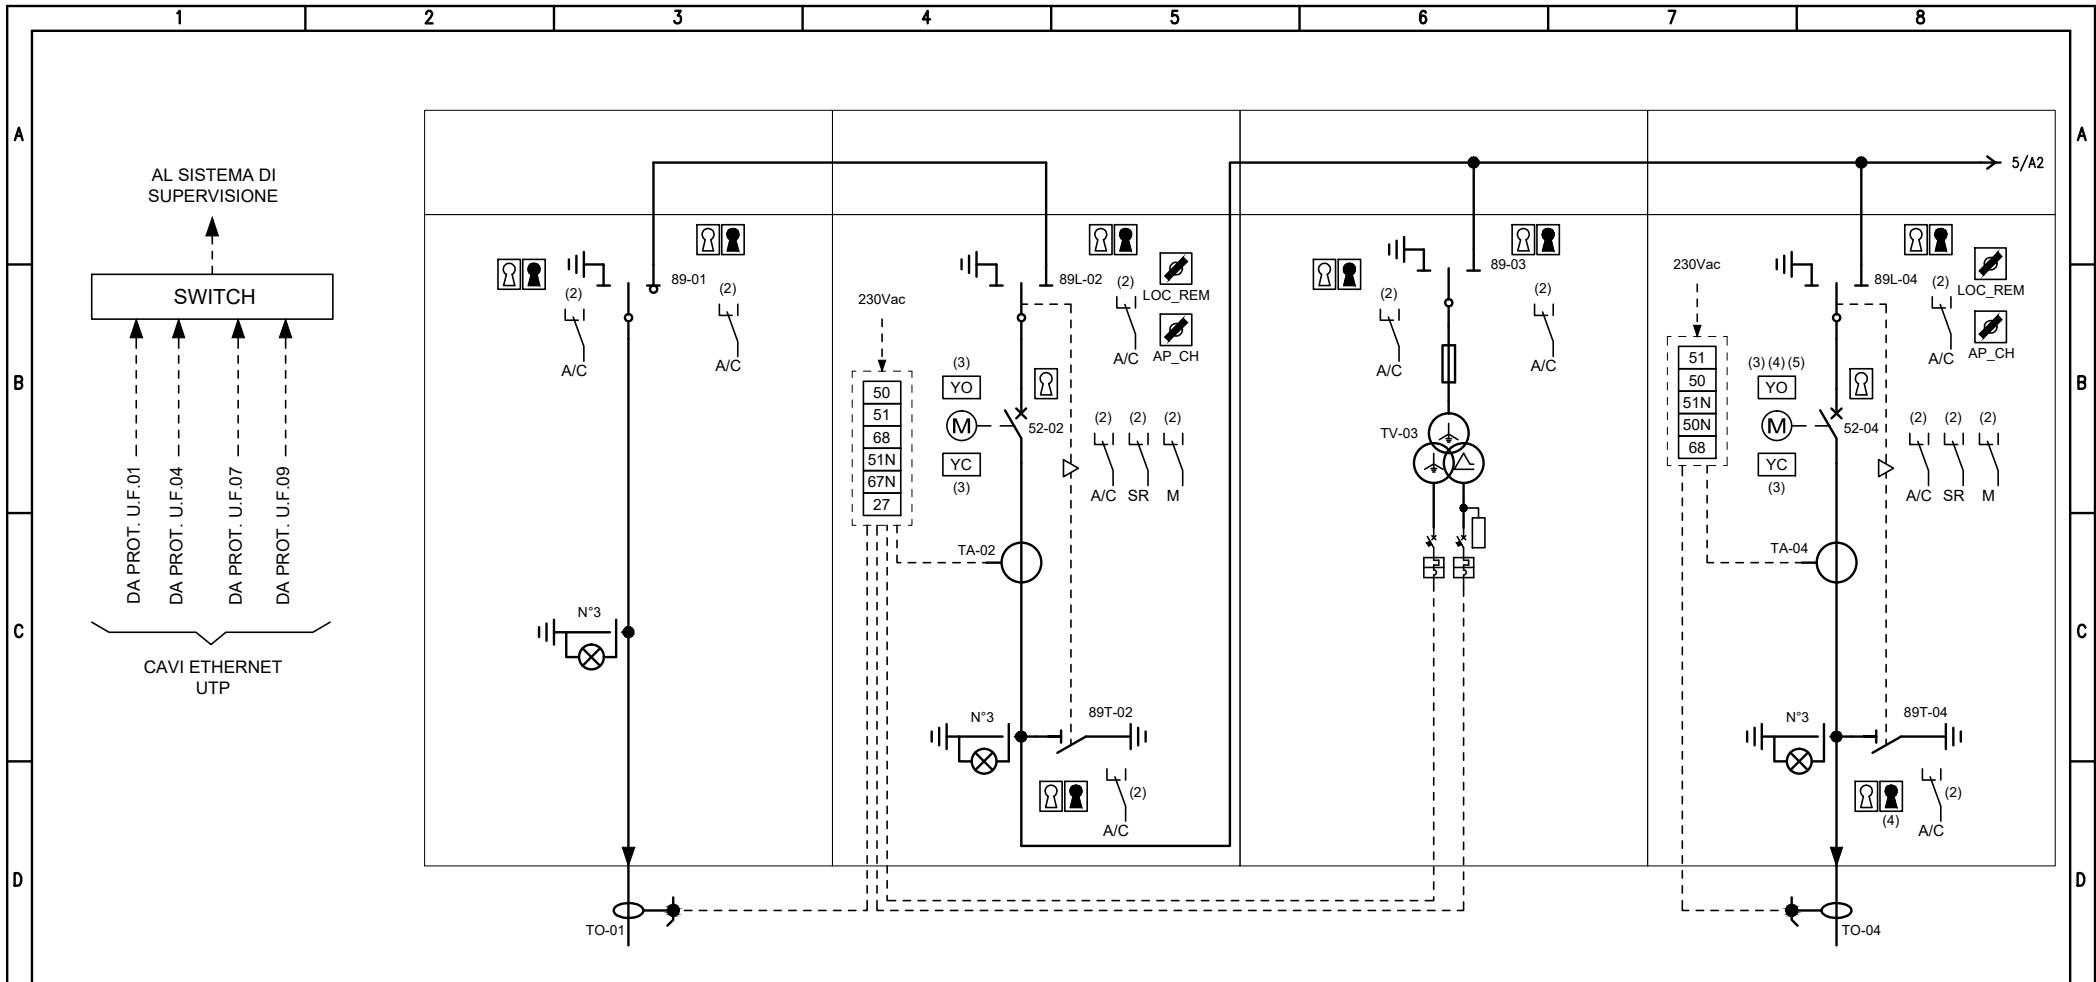 1 2 3 4 5 6 7 8
A
A
B
B
C
C
D
D
AL SISTEMA DI
SUPERVISIONE
SWITCH
DA PROT. U.F.01
DA PROT. U.F.04
DA PROT. U.F.07
DA PROT. U.F.09
CAVI ETHERNET
UTP
89-01
(2)
A/C
(2)
A/C
N°3
TO-01
230Vac
50
51
68
51N
67N
27
89L-02
(2)
A/C
LOC_REM
AP_CH
(3)
YO
M
YC
(3)
52-02
(2) (2) (2)
A/C SR M
TA-02
N°3
89T-02
(2)
A/C
89-03
(2)
A/C
(2)
A/C
TV-03
5/A2
230Vac
51
50
51N
50N
68
89L-04
(2)
A/C
LOC_REM
AP_CH
(3) (4) (5)
YO
M
YC
(3)
52-04
(2) (2) (2)
A/C SR M
TA-04
N°3
89T-04
(4)
(2)
A/C
TO-04